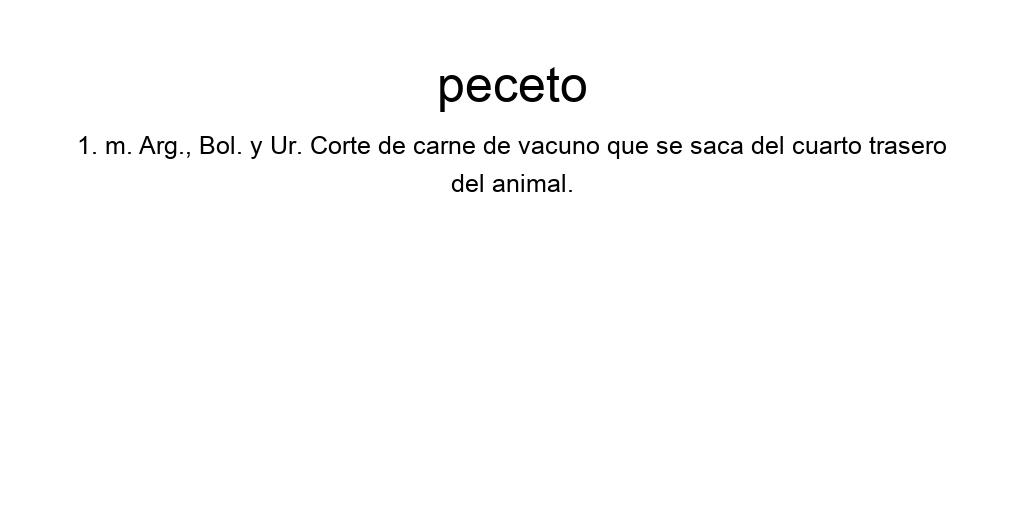 peceto
1. m. Arg., Bol. y Ur. Corte de carne de vacuno que se saca del cuarto trasero
del animal.